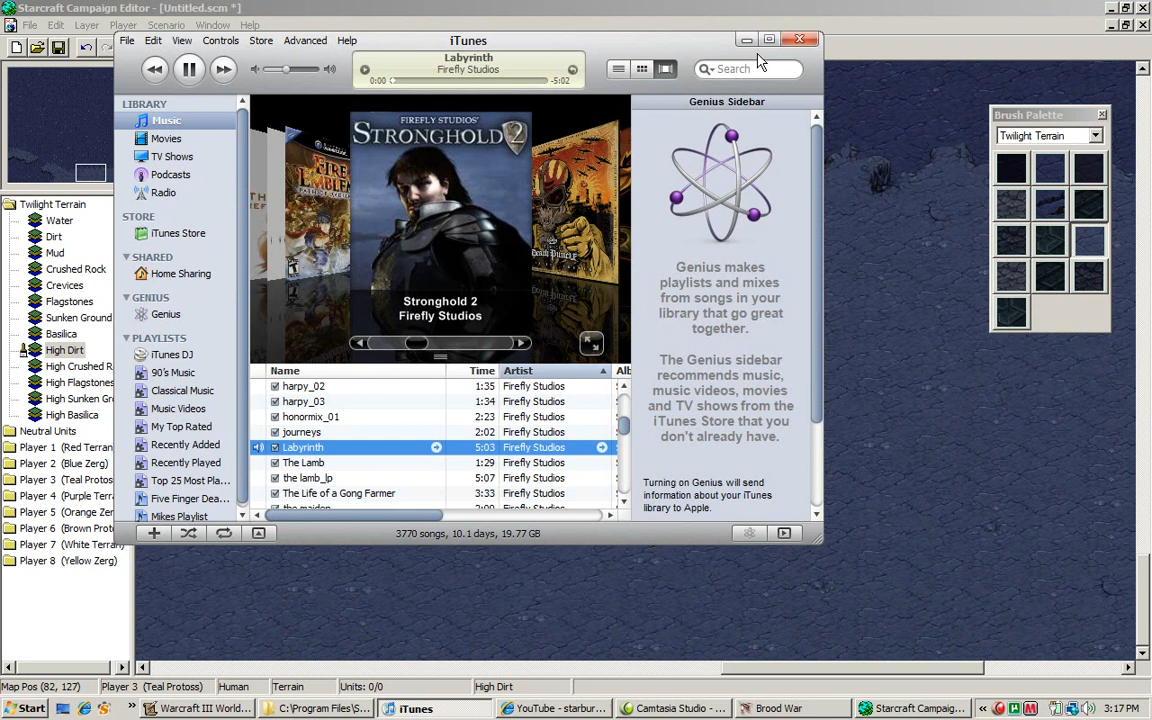 Starcraft Campaign Editor - [Untitled.scm *]
File Edit Layer Player Scenario Window Help
iTunes
File Edit View Controls Store Advanced Help
Labyrinth
Firefly Studios
0:00 -5:02
Search
LIBRARY
Music
Movies
TV Shows
Podcasts
Radio
STORE
iTunes Store
SHARED
Home Sharing
GENIUS
Genius
PLAYLISTS
iTunes DJ
90's Music
Classical Music
Music Videos
My Top Rated
Recently Added
Recently Played
Top 25 Most Pla...
Five Finger Dea...
Mikes Playlist
FIREFLY STUDIOS'
STRONGHOLD 2
Stronghold 2
Firefly Studios
Name Time Artist Alb
harpy_02 1:35 Firefly Studios
harpy_03 1:34 Firefly Studios
honormix_01 2:23 Firefly Studios
journeys 2:02 Firefly Studios
Labyrinth 5:03 Firefly Studios
The Lamb 1:29 Firefly Studios
the lamb_lp 5:07 Firefly Studios
The Life of a Gong Farmer 3:33 Firefly Studios
3770 songs, 10.1 days, 19.77 GB
Genius Sidebar
Genius makes
playlists and mixes
from songs in your
library that go great
together.
The Genius sidebar
recommends music,
music videos, movies
and TV shows from the
iTunes Store that you
don't already have.
Turning on Genius will send
information about your iTunes
library to Apple.
Brush Palette
Twilight Terrain
Twilight Terrain
Water
Dirt
Mud
Crushed Rock
Crevices
Flagstones
Sunken Ground
Basilica
High Dirt
High Crushed R
High Flagstones
High Sunken Gro
High Basilica
Neutral Units
Player 1 (Red Terran
Player 2 (Blue Zerg)
Player 3 (Teal Protoss)
Player 4 (Purple Terra
Player 5 (Orange Zer
Player 6 (Brown Prot
Player 7 (White Terran
Player 8 (Yellow Zerg)
Map Pos (82, 127) Player 3 (Teal Protoss) Human Terrain Units: 0/0 High Dirt
Start Warcraft III World... C:\Program Files\S... iTunes YouTube - starbur... Camtasia Studio - ... Brood War Starcraft Campaig... 3:17 PM